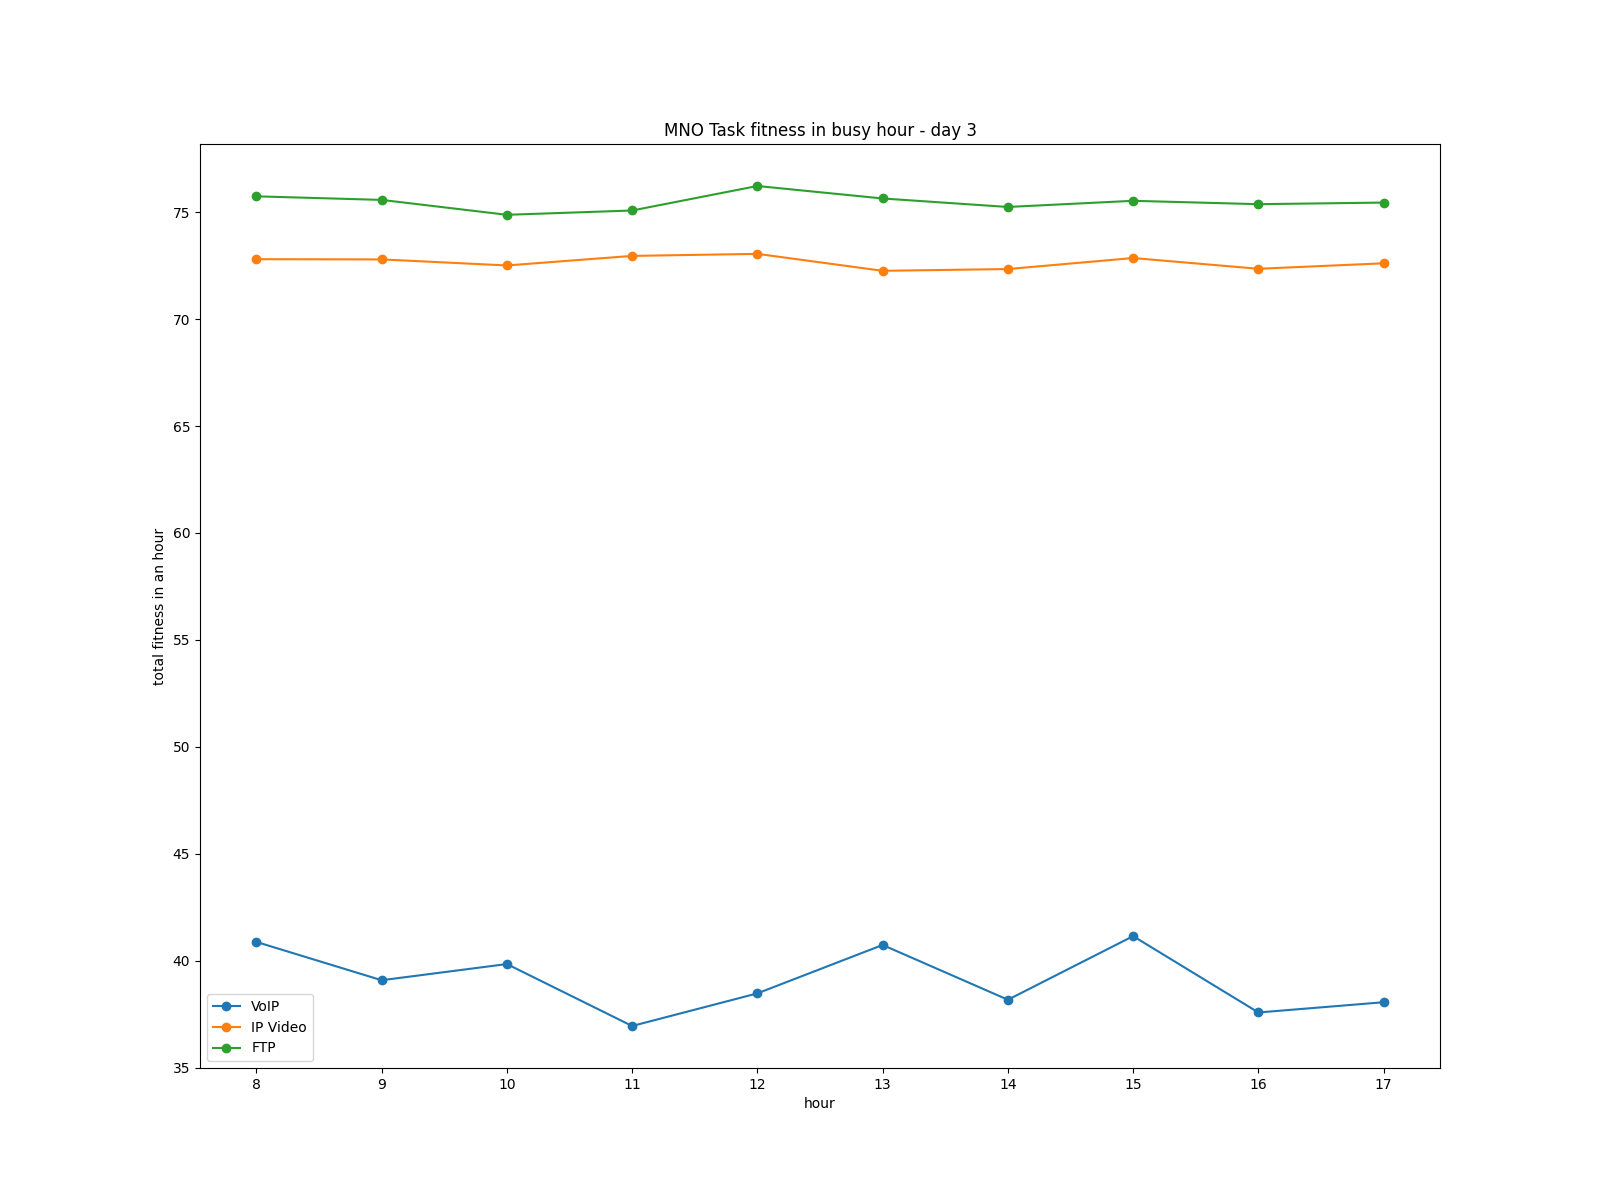 MNO Task fitness in busy hour - day 3
total fitness in an hour
75
70
65
60
55
50
45
40
35
VoIP
IP Video
FTP
8 9 10 11 12 13 14 15 16 17
hour